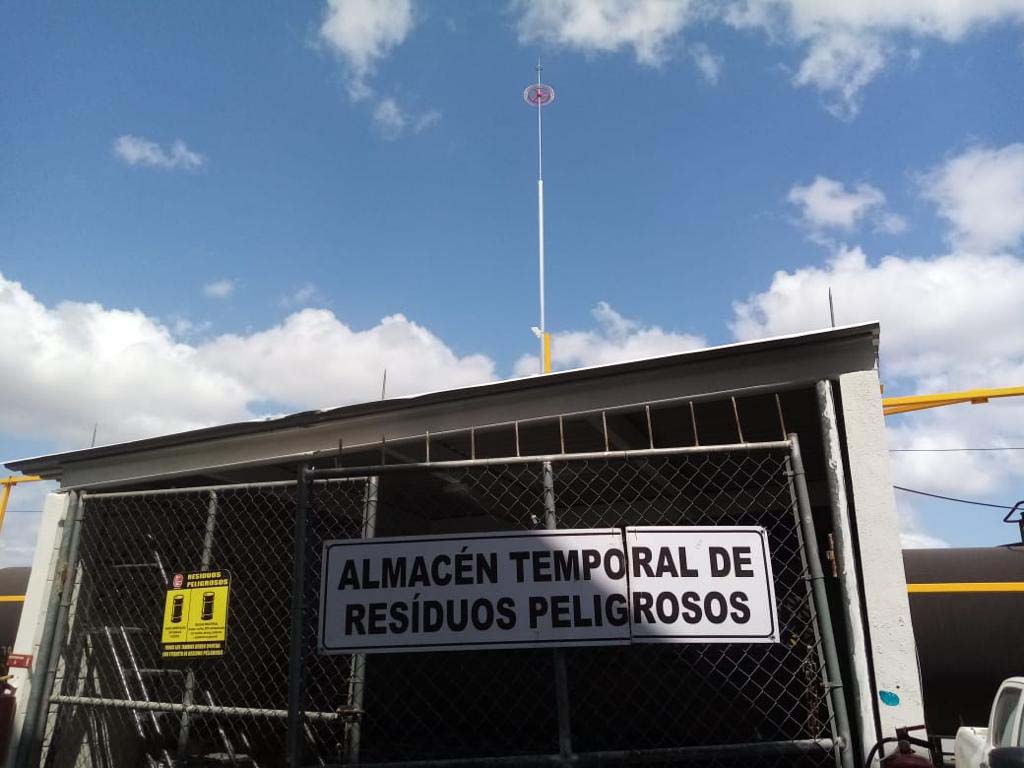 RESIDUOS
PELIGROSOS
ALMACÉN TEMPORAL DE
RESÍDUOS PELIGROSOS